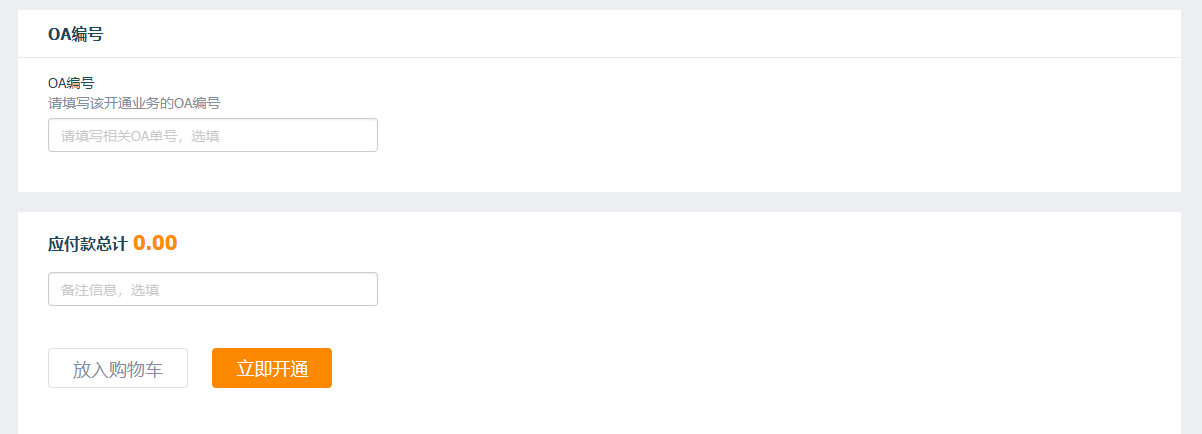 OA编号
OA编号
请填写该开通业务的OA编号
请填写相关OA单号，选填
应付款总计 0.00
备注信息，选填
放入购物车 立即开通